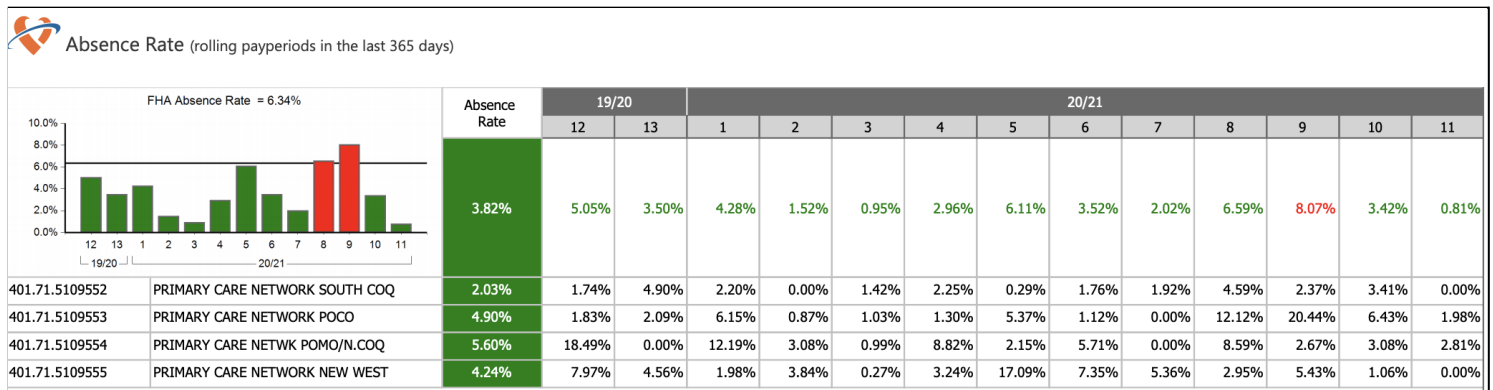 Absence Rate (rolling payperiods in the last 365 days)
FHA Absence Rate = 6.34%
10.0%
8.0%
6.0%
4.0%
2.0%
0.0%
12 13 1 2 3 4 5 6 7 8 9 10 11
19/20 20/21
Absence Rate 19/20 20/21
12 13 1 2 3 4 5 6 7 8 9 10 11
3.82% 5.05% 3.50% 4.28% 1.52% 0.95% 2.96% 6.11% 3.52% 2.02% 6.59% 8.07% 3.42% 0.81%
401.71.5109552 PRIMARY CARE NETWORK SOUTH COQ 2.03% 1.74% 4.90% 2.20% 0.00% 1.42% 2.25% 0.29% 1.76% 1.92% 4.59% 2.37% 3.41% 0.00%
401.71.5109553 PRIMARY CARE NETWORK POCO 4.90% 1.83% 2.09% 6.15% 0.87% 1.03% 1.30% 5.37% 1.12% 0.00% 12.12% 20.44% 6.43% 1.98%
401.71.5109554 PRIMARY CARE NETWK POMO/N.COQ 5.60% 18.49% 0.00% 12.19% 3.08% 0.99% 8.82% 2.15% 5.71% 0.00% 8.59% 2.67% 3.08% 2.81%
401.71.5109555 PRIMARY CARE NETWORK NEW WEST 4.24% 7.97% 4.56% 1.98% 3.84% 0.27% 3.24% 17.09% 7.35% 5.36% 2.95% 5.43% 1.06% 0.00%